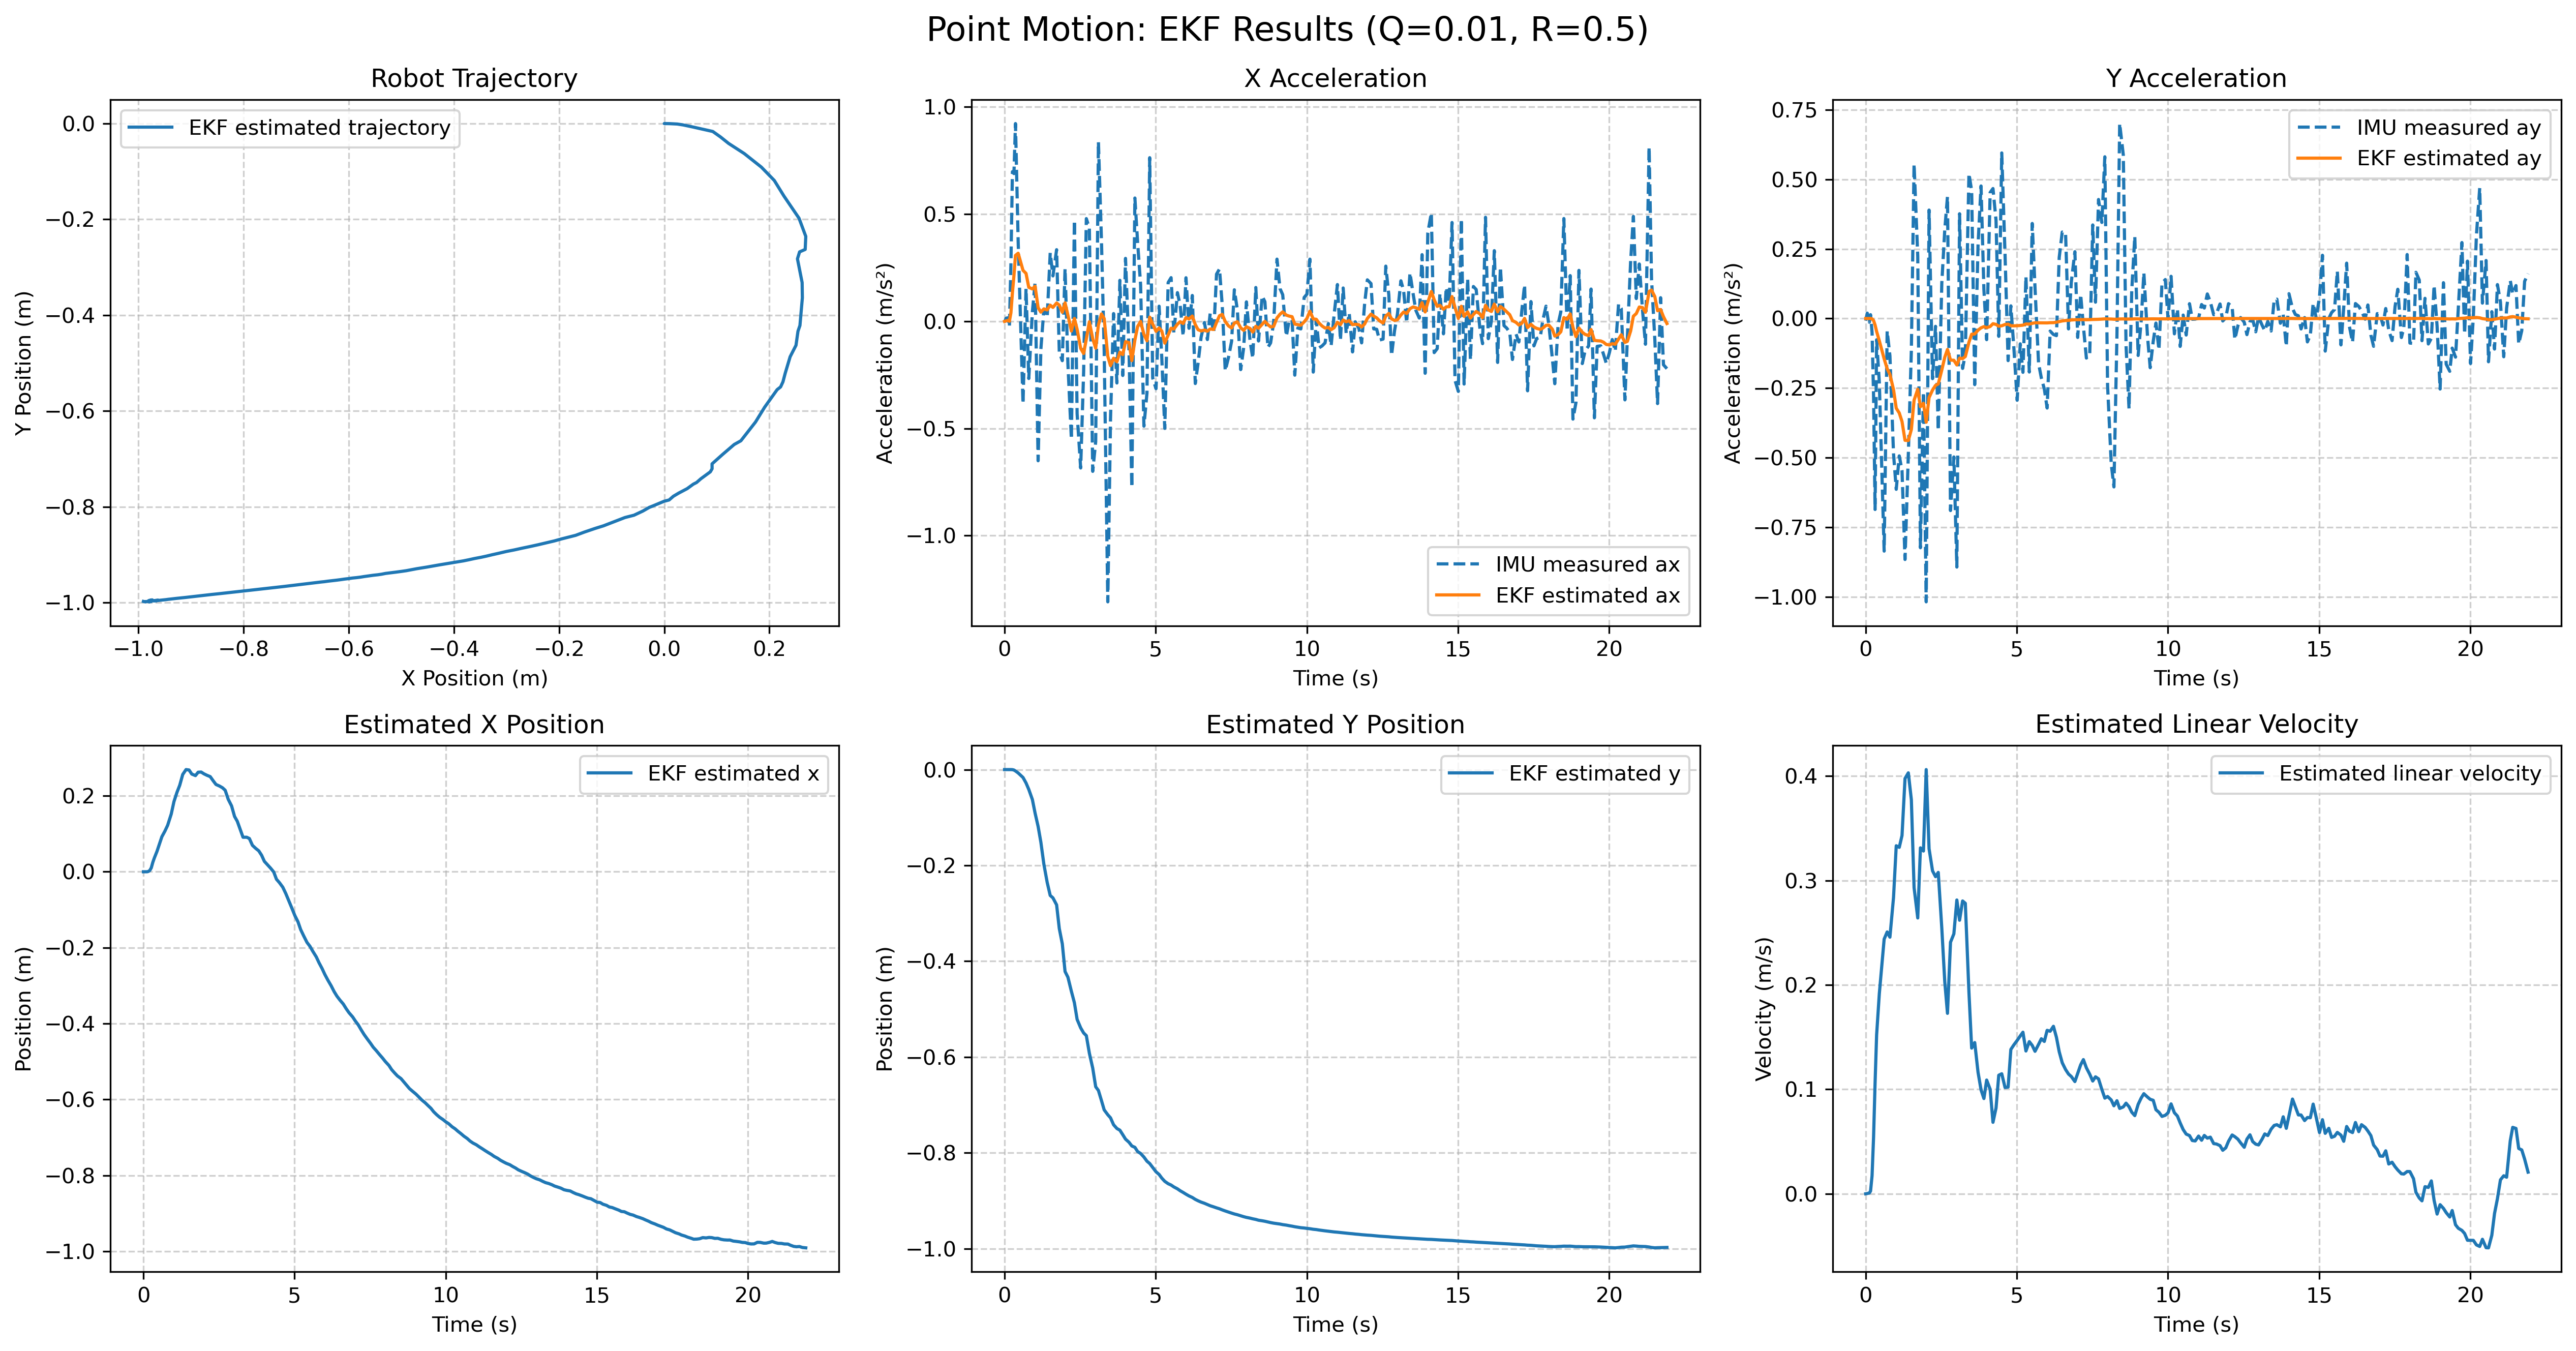 Point Motion: EKF Results (Q=0.01, R=0.5)
Robot Trajectory
EKF estimated trajectory
0.0
−0.2
−0.4
−0.6
−0.8
−1.0
Y Position (m)
−1.0 −0.8 −0.6 −0.4 −0.2 0.0 0.2
X Position (m)
X Acceleration
1.0
0.5
0.0
−0.5
−1.0
Acceleration (m/s²)
IMU measured ax
EKF estimated ax
0 5 10 15 20
Time (s)
Y Acceleration
IMU measured ay
EKF estimated ay
0.75
0.50
0.25
0.00
−0.25
−0.50
−0.75
−1.00
Acceleration (m/s²)
0 5 10 15 20
Time (s)
Estimated X Position
EKF estimated x
0.2
0.0
−0.2
−0.4
−0.6
−0.8
−1.0
Position (m)
0 5 10 15 20
Time (s)
Estimated Y Position
EKF estimated y
0.0
−0.2
−0.4
−0.6
−0.8
−1.0
Position (m)
0 5 10 15 20
Time (s)
Estimated Linear Velocity
Estimated linear velocity
0.4
0.3
0.2
0.1
0.0
Velocity (m/s)
0 5 10 15 20
Time (s)